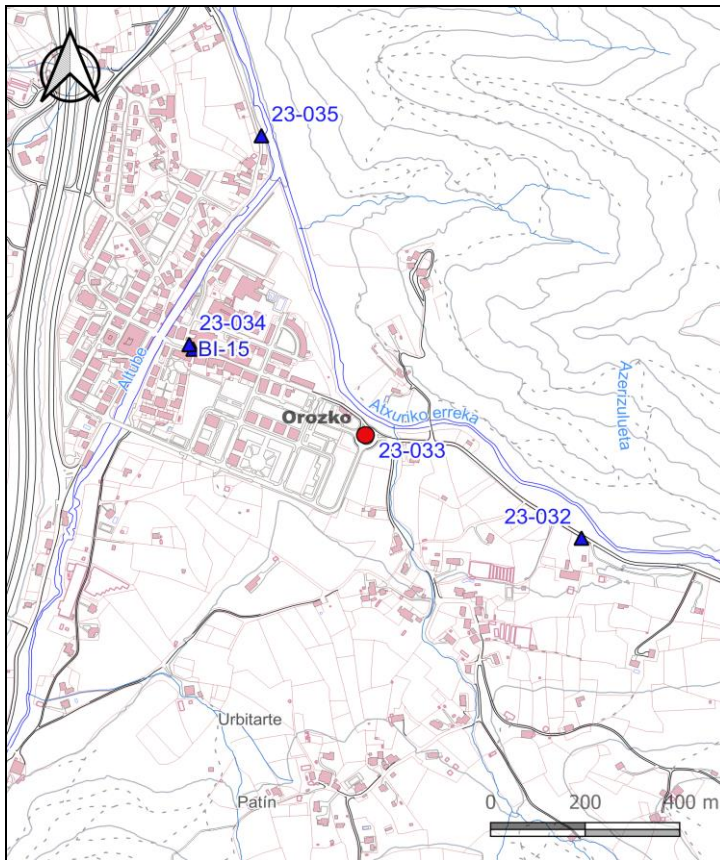 23-035
23-034
BI-15
Altube
Orozko
Atxuriko erreka
23-033
Azerizulueta
23-032
Urbitarte
Patín
0 200 400 m